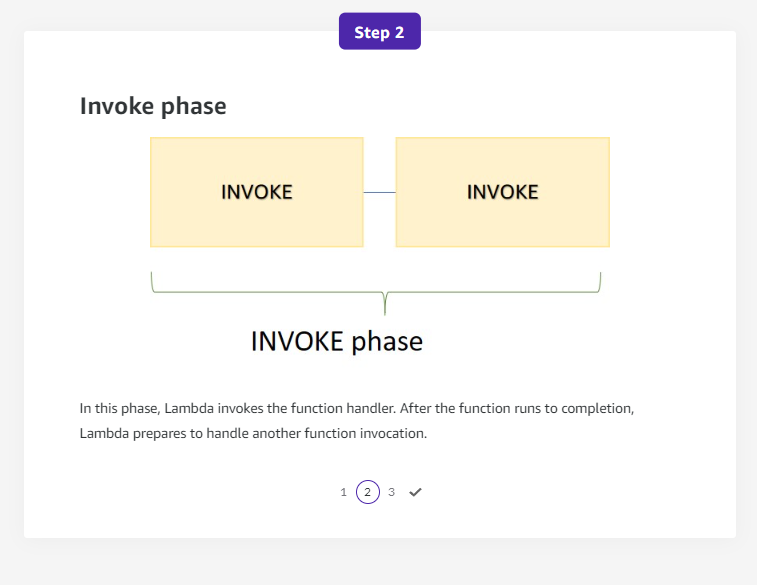 Step 2
Invoke phase
INVOKE
INVOKE
INVOKE phase
In this phase, Lambda invokes the function handler. After the function runs to completion,
Lambda prepares to handle another function invocation.
1 2 3